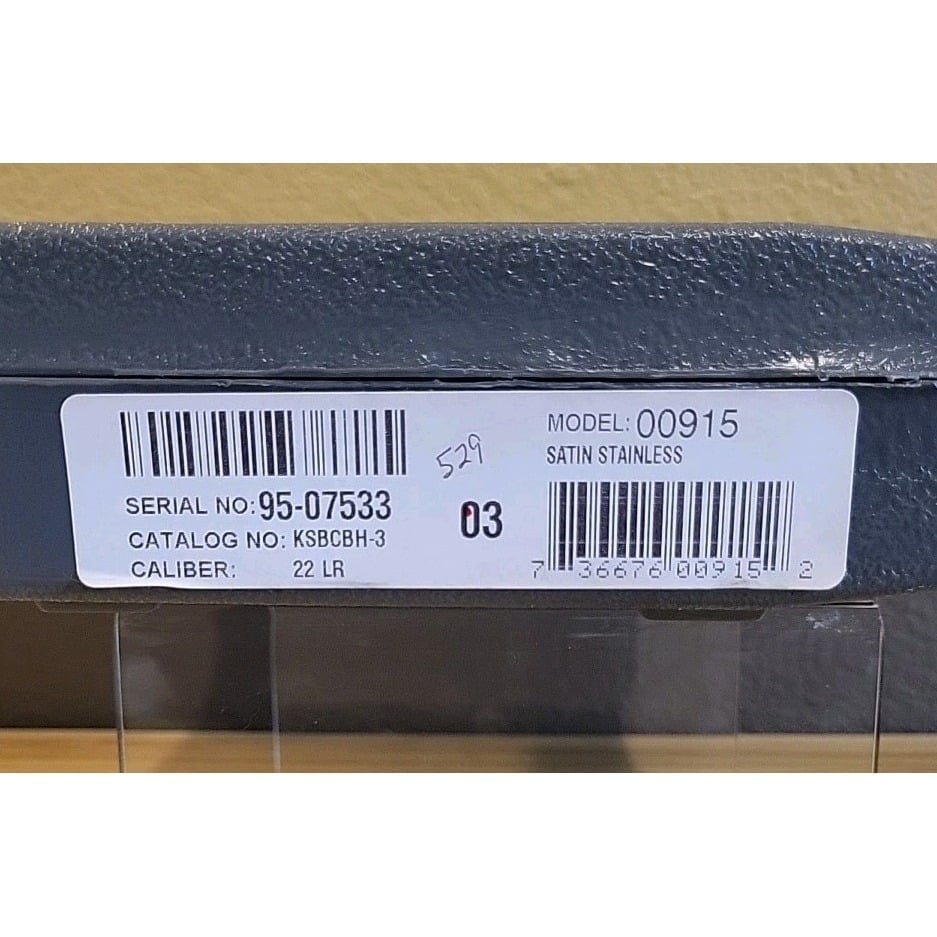 SERIAL NO: 95-07533
CATALOG NO: KSBCBH-3
CALIBER: 22 LR
529
03
MODEL: 00915
SATIN STAINLESS
7 36676 00915 2